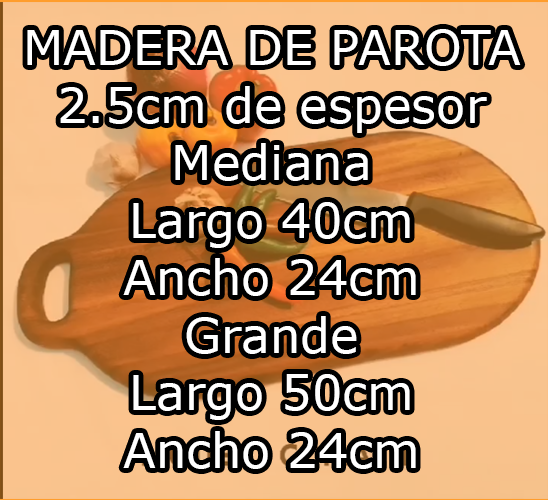 MADERA DE PAROTA
2.5cm de espesor
Mediana
Largo 40cm
Ancho 24cm
Grande
Largo 50cm
Ancho 24cm